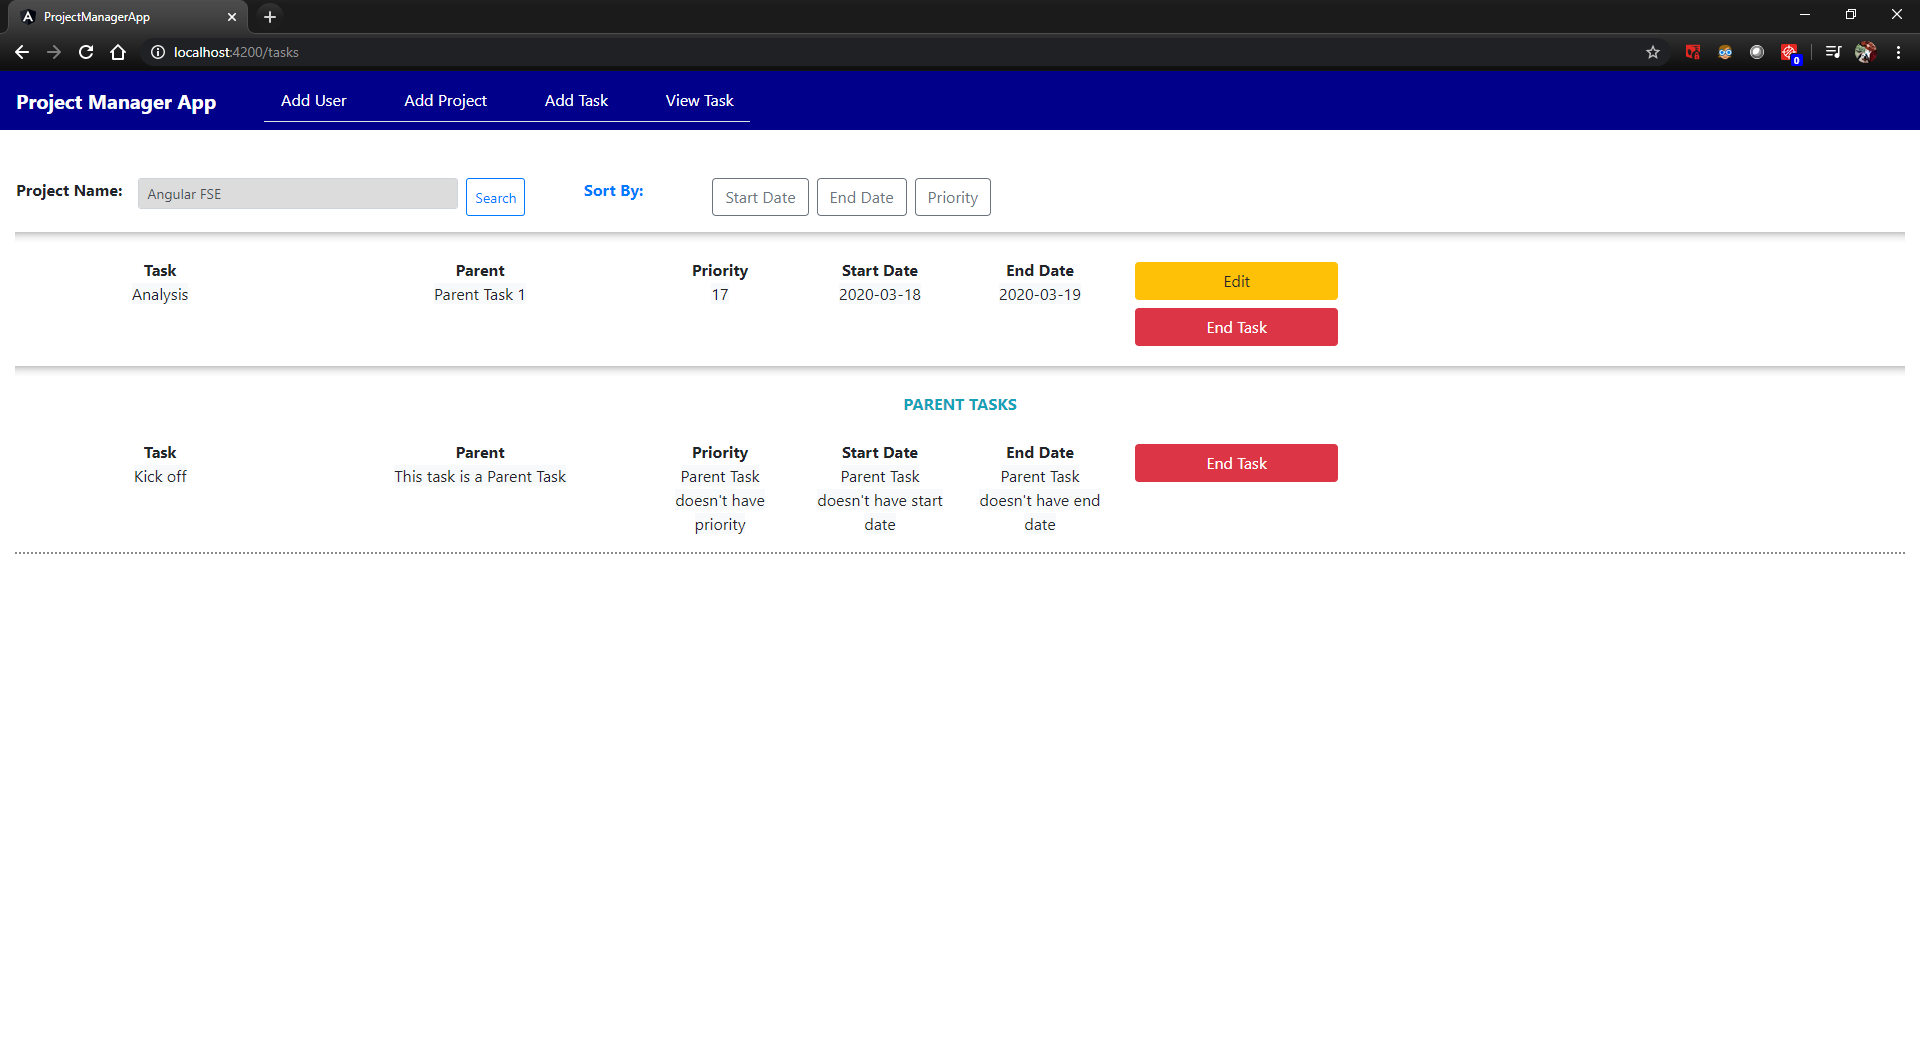 ProjectManagerApp
localhost:4200/tasks
0
Project Manager App Add User Add Project Add Task View Task
Project Name: Angular FSE Search Sort By: Start Date End Date Priority
Task Parent Priority Start Date End Date Edit
Analysis Parent Task 1 17 2020-03-18 2020-03-19
End Task
PARENT TASKS
Task Parent Priority Start Date End Date End Task
Kick off This task is a Parent Task Parent Task Parent Task Parent Task
doesn't have doesn't have start doesn't have end
priority date date